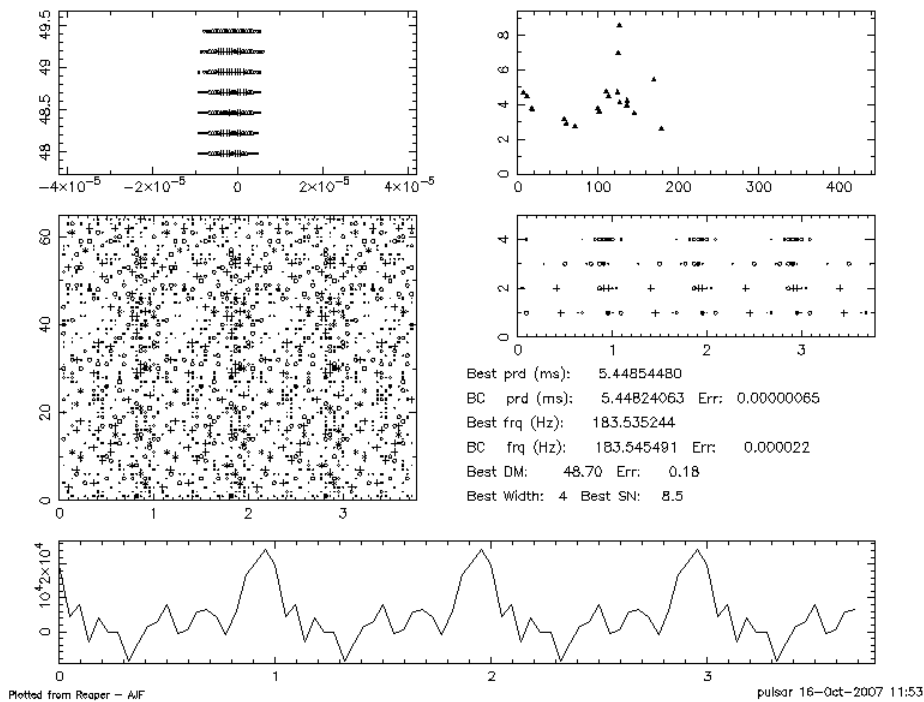 49.5
49
48.5
48
−4×10⁻⁵ −2×10⁻⁵ 0 2×10⁻⁵ 4×10⁻⁵
8
6
4
2
0
0 100 200 300 400
60
40
20
0
0 1 2 3
4
2
0
0 1 2 3
Best prd (ms): 5.44854480
BC prd (ms): 5.44824063 Err: 0.00000065
Best frq (Hz): 183.535244
BC frq (Hz): 183.545491 Err: 0.000022
Best DM: 48.70 Err: 0.18
Best Width: 4 Best SN: 8.5
2×10⁴
10⁴
0
0 1 2 3
Plotted from Reaper − AJF
pulsar 16−Oct−2007 11:53